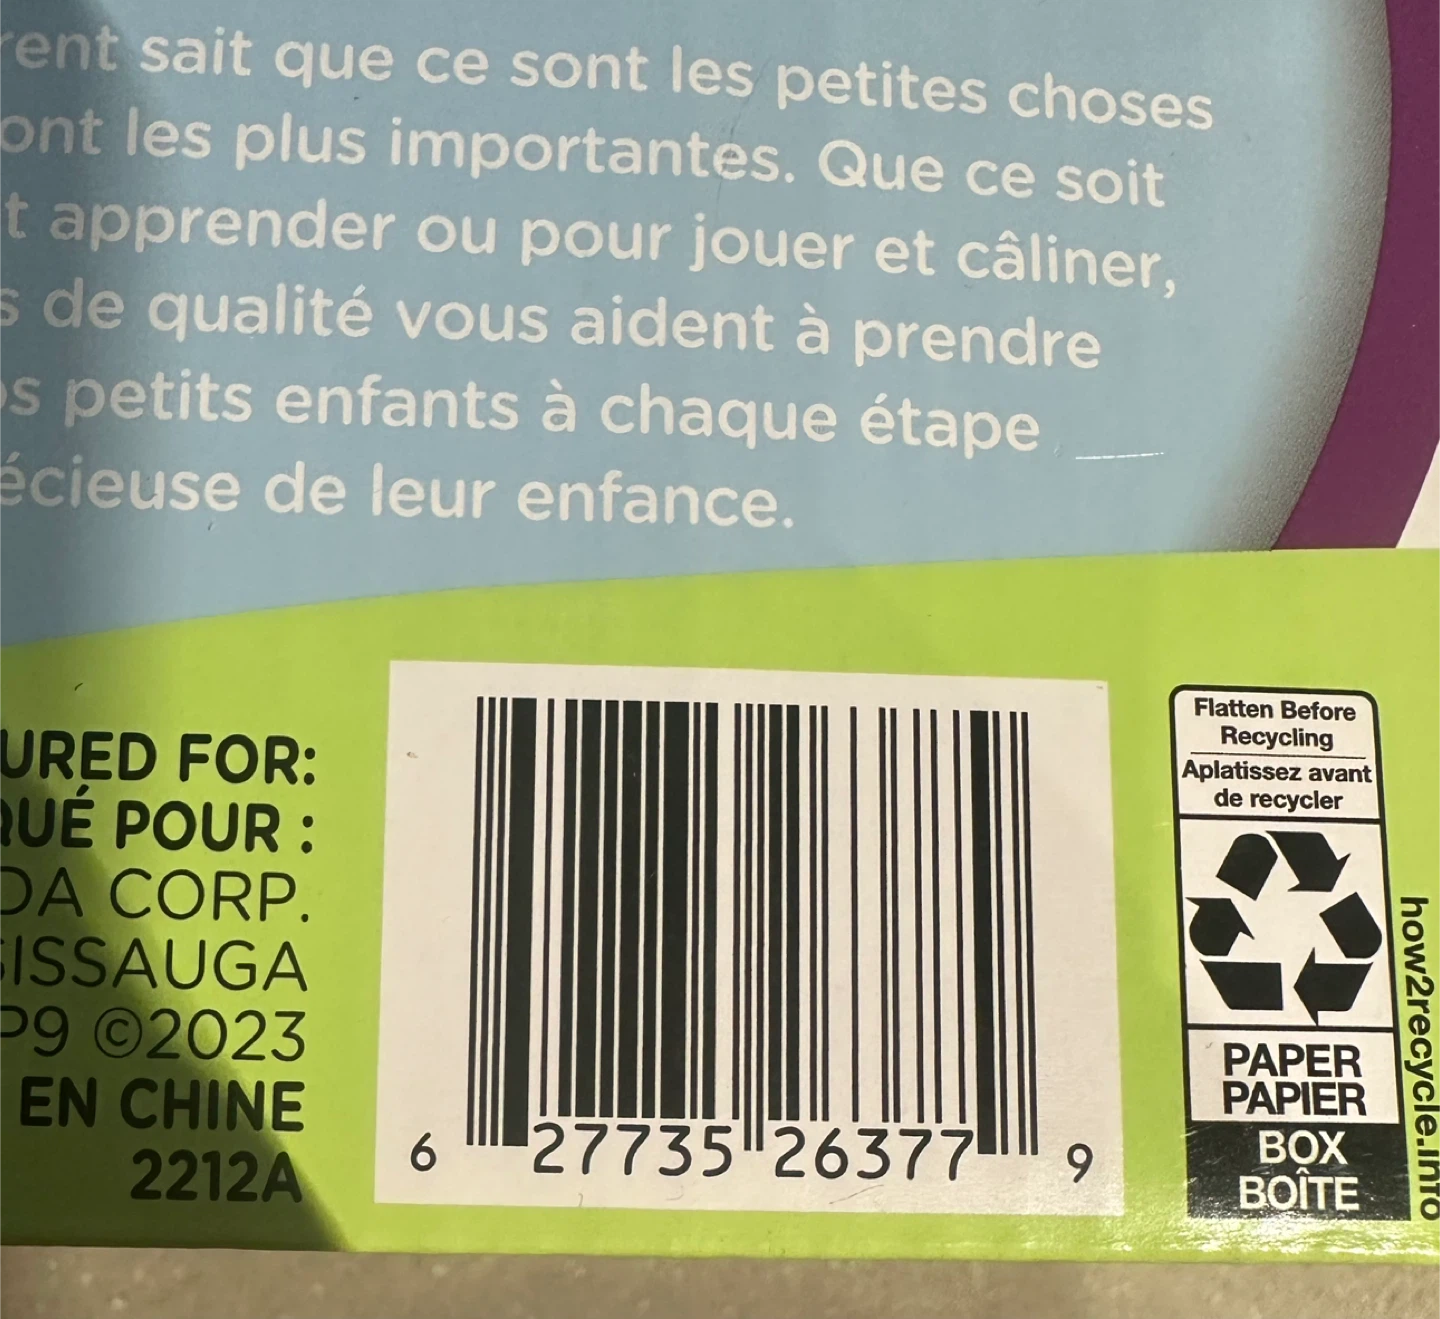 rent sait que ce sont les petites choses
ont les plus importantes. Que ce soit
t apprender ou pour jouer et câliner,
s de qualité vous aident à prendre
os petits enfants à chaque étape
écieuse de leur enfance.
URED FOR:
QUÉ POUR :
DA CORP.
SISSAUGA
P9 ©2023
EN CHINE
2212A
6 27735 26377 9
Flatten Before
Recycling
Aplatissez avant
de recycler
PAPER
PAPIER
BOX
BOÎTE
how2recycle.info